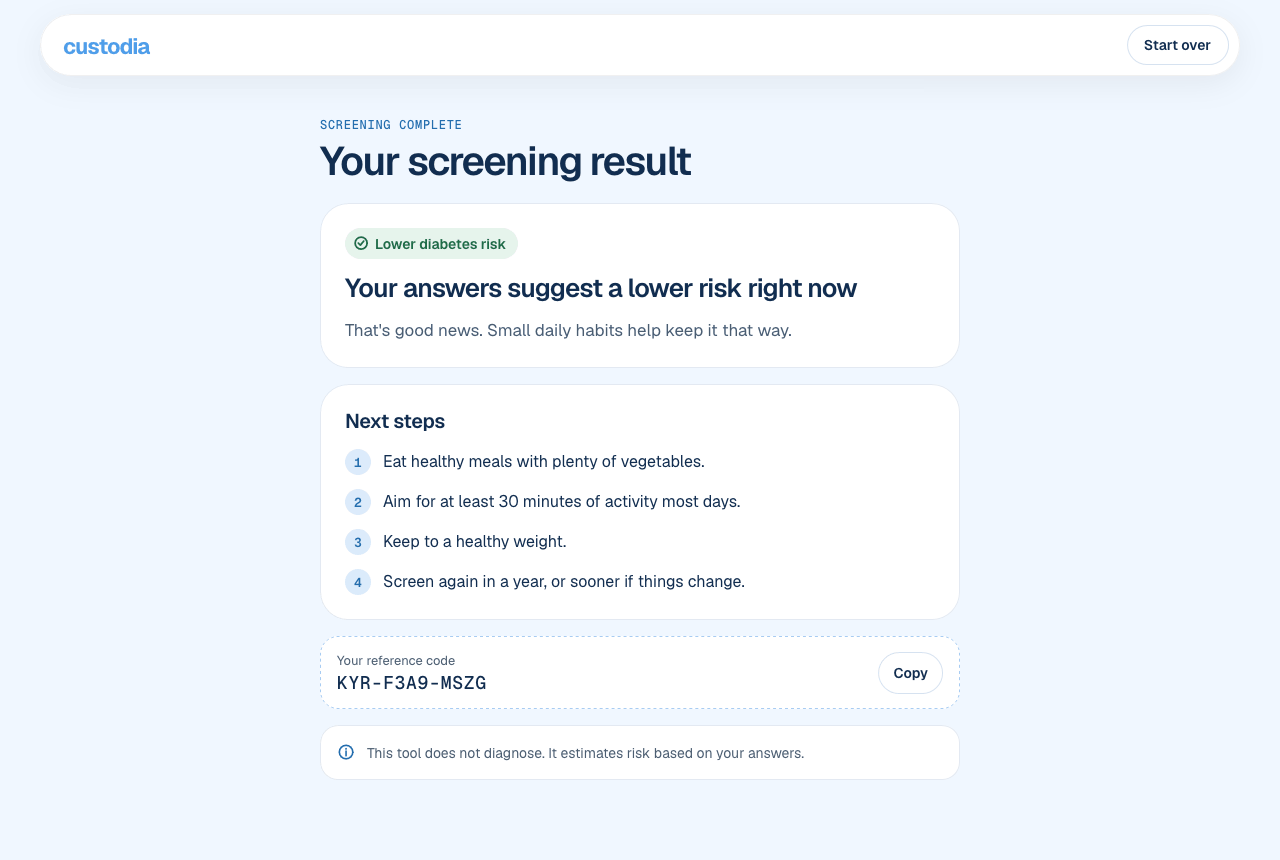 custodia
Start over
SCREENING COMPLETE
Your screening result
Lower diabetes risk
Your answers suggest a lower risk right now
That's good news. Small daily habits help keep it that way.
Next steps
1 Eat healthy meals with plenty of vegetables.
2 Aim for at least 30 minutes of activity most days.
3 Keep to a healthy weight.
4 Screen again in a year, or sooner if things change.
Your reference code
KYR-F3A9-MSZG
Copy
This tool does not diagnose. It estimates risk based on your answers.